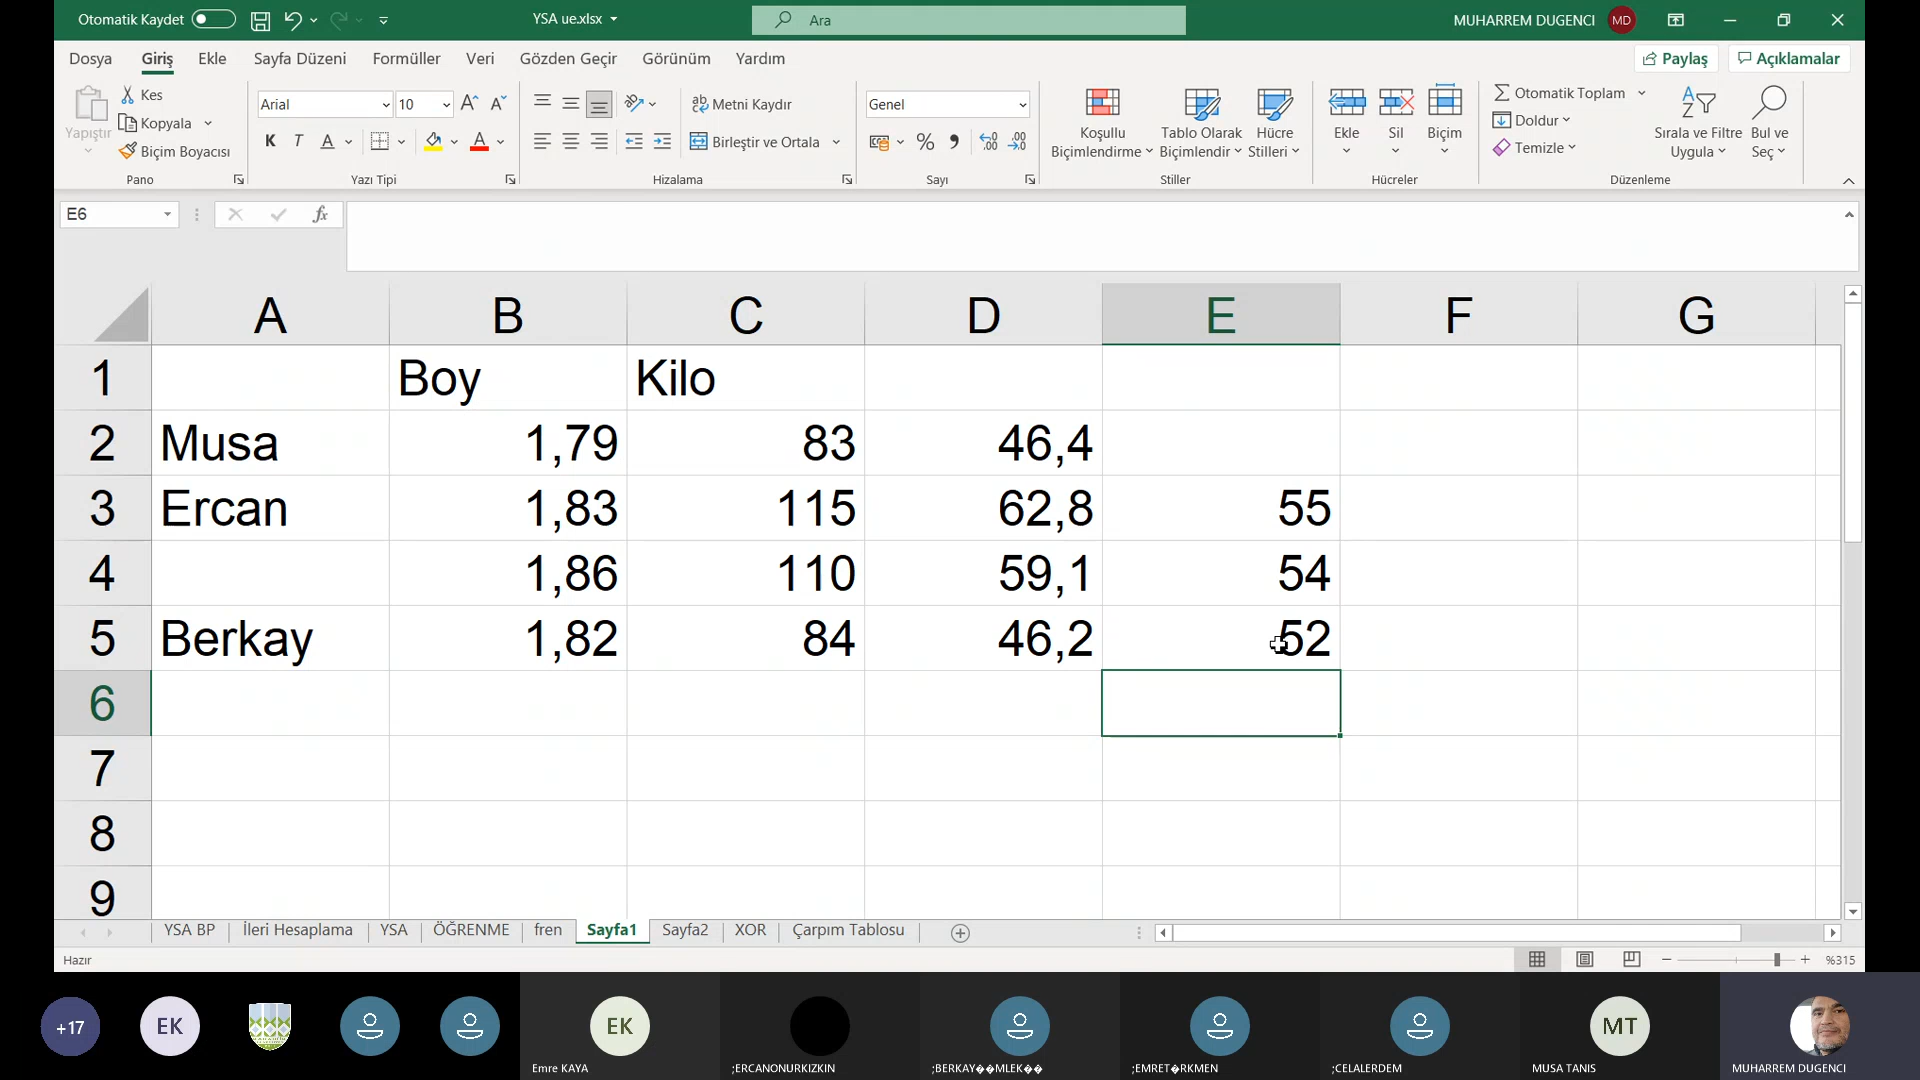 Otomatik Kaydet
YSA ue.xlsx
Ara
MUHARREM DUGENCI
MD
Dosya Giriş Ekle Sayfa Düzeni Formüller Veri Gözden Geçir Görünüm Yardım
Paylaş
Açıklamalar
Yapıştır
Kes
Kopyala
Biçim Boyacısı
Pano
Arial
10
K T A
Yazı Tipi
Metni Kaydır
Birleştir ve Ortala
Hizalama
Genel
Sayı
Koşullu
Biçimlendirme
Tablo Olarak
Biçimlendir
Hücre
Stilleri
Stiller
Ekle
Sil
Biçim
Hücreler
Otomatik Toplam
Doldur
Temizle
Sırala ve Filtre
Uygula
Bul ve
Seç
Düzenleme
E6
fx
A B C D E F G
1 Boy Kilo
2 Musa 1,79 83 46,4
3 Ercan 1,83 115 62,8 55
4 1,86 110 59,1 54
5 Berkay 1,82 84 46,2 52
6
7
8
9
YSA BP İleri Hesaplama YSA ÖĞRENME fren Sayfa1 Sayfa2 XOR Çarpım Tablosu
Hazır
%315
+17
EK
EK
Emre KAYA
;ERCANONURKIZKIN
;BERKAY��MLEK��
;EMRET�RKMEN
;CELALERDEM
MT
MUSA TANIS
MUHARREM DUGENCI